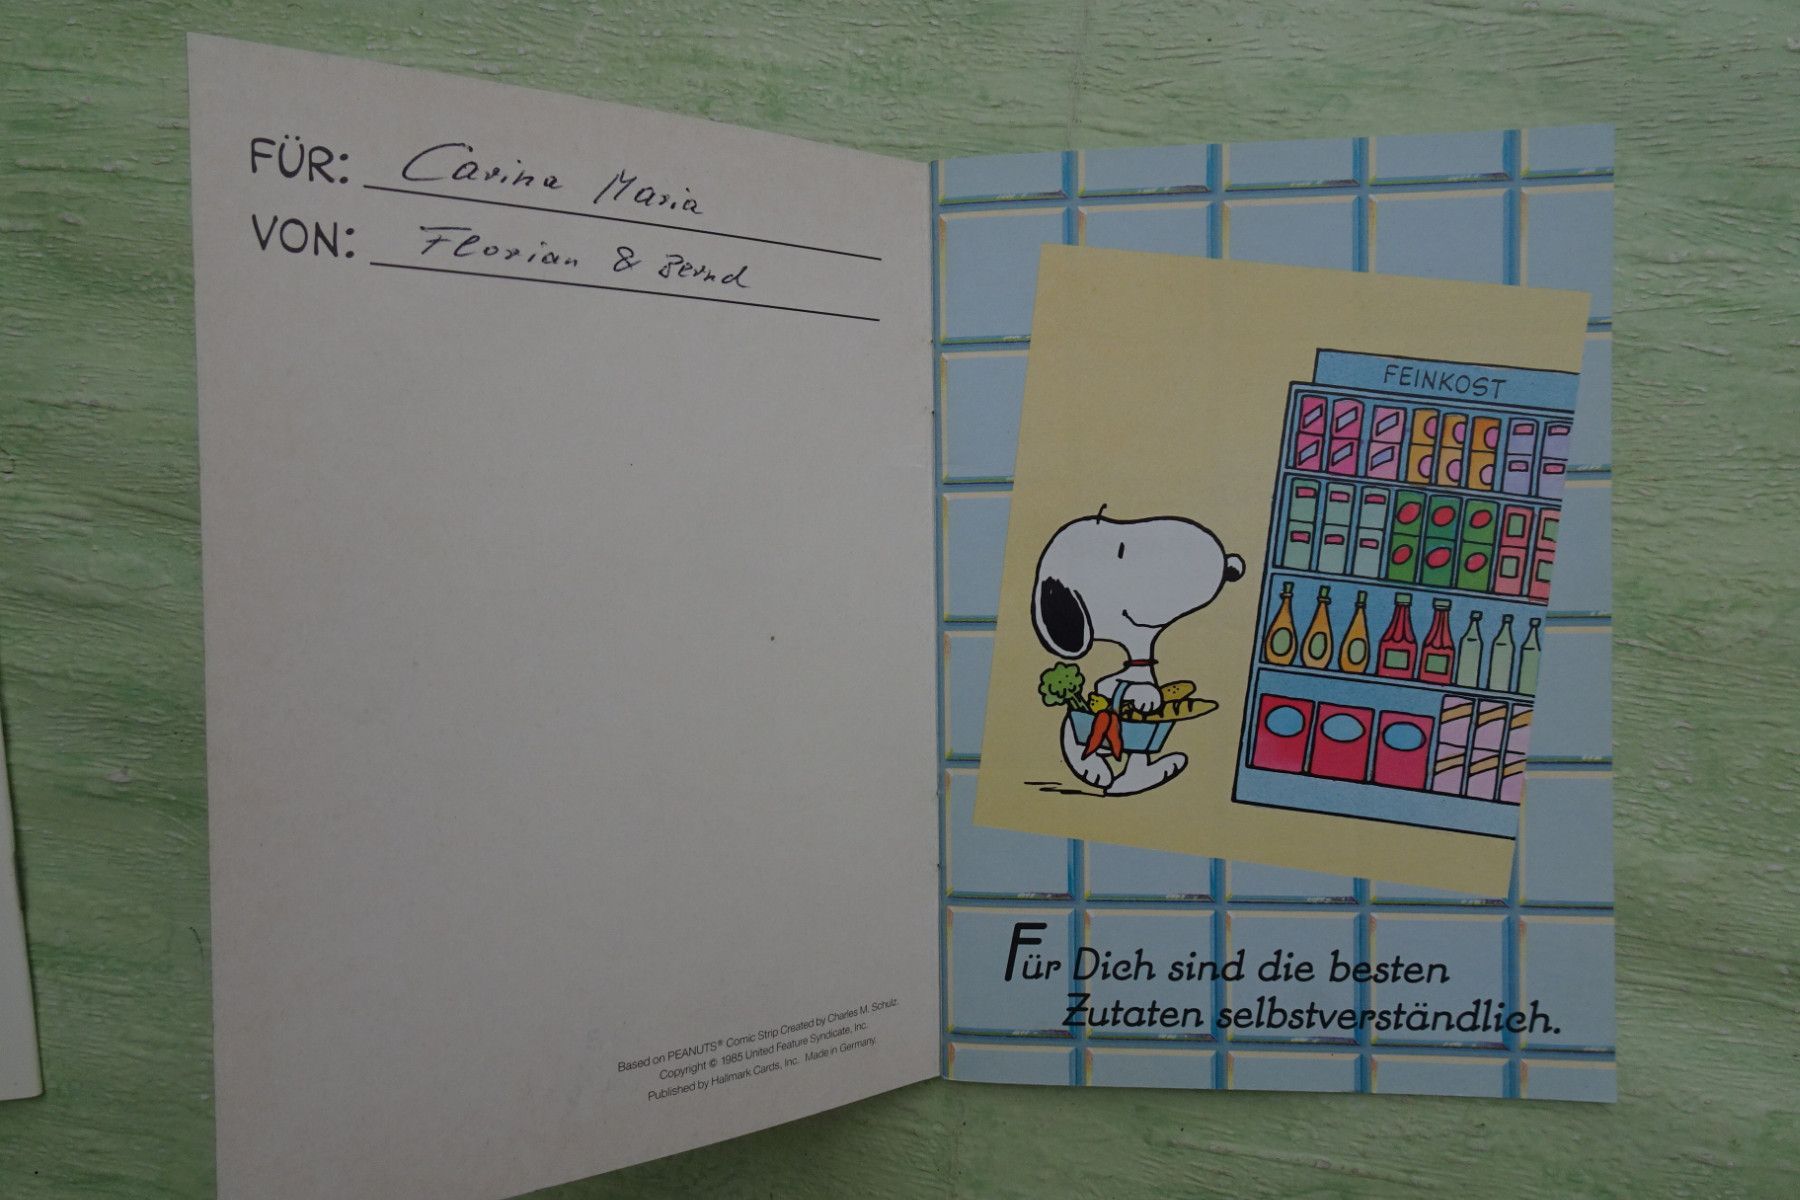 FÜR: Carina Maria
VON: Florian & Bernd
Based on PEANUTS® Comic Strip Created by Charles M. Schulz.
Copyright © 1985 United Feature Syndicate, Inc.
Published by Hallmark Cards, Inc. Made in Germany.
FEINKOST
Für Dich sind die besten
Zutaten selbstverständlich.